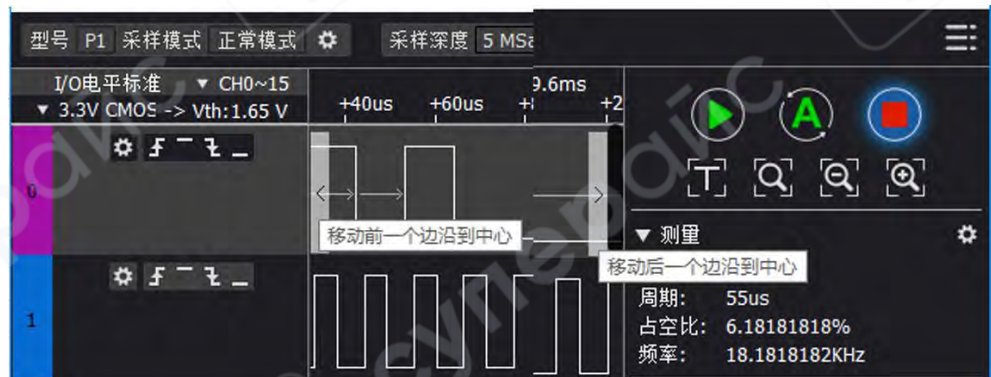 型号 P1 采样模式 正常模式 采样深度 5 MSa
I/O电平标准 ▼ CH0~15
▼ 3.3V CMOS -> Vth:1.65 V
+40us +60us
9.6ms
+2
A
T
0
移动前一个边沿到中心
▼ 测量
移动后一个边沿到中心
1
周期: 55us
占空比: 6.18181818%
频率: 18.1818182KHz